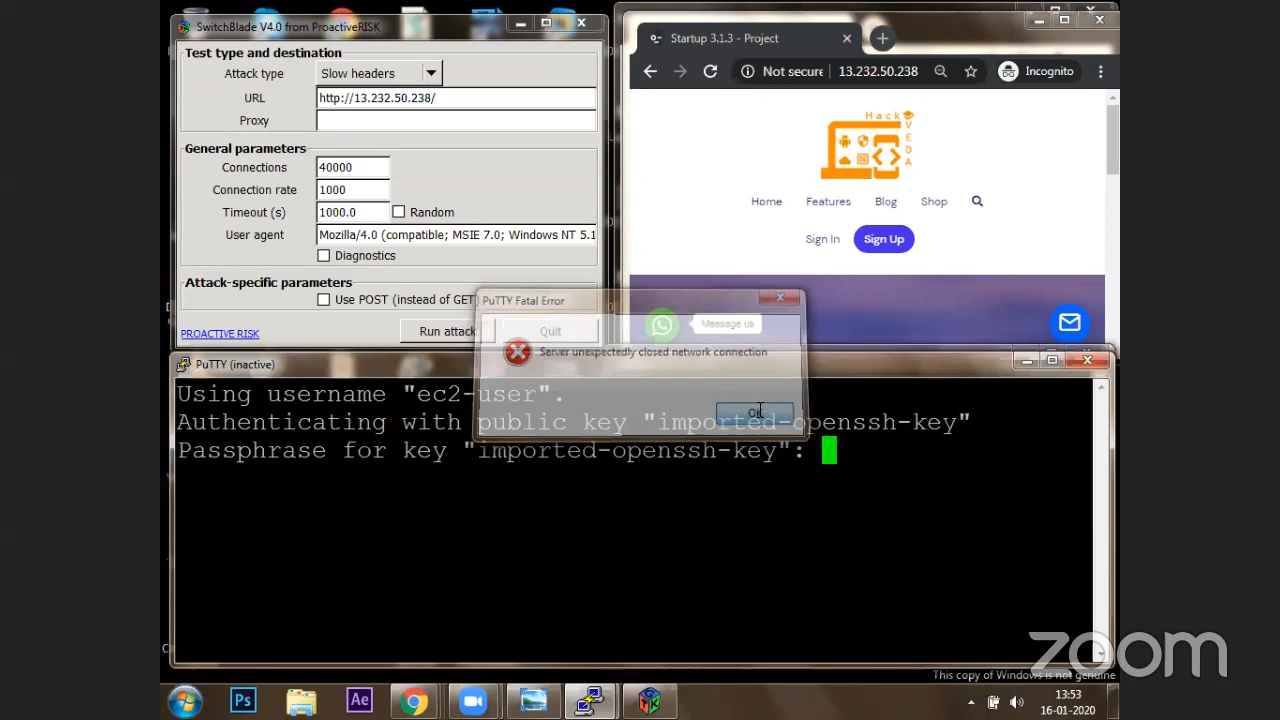 SwitchBlade V4.0 from ProactiveRISK
Test type and destination
Attack type
Slow headers
URL
http://13.232.50.238/
Proxy
General parameters
Connections
40000
Connection rate
1000
Timeout (s)
1000.0
Random
User agent
Mozilla/4.0 (compatible; MSIE 7.0; Windows NT 5.1
Diagnostics
Attack-specific parameters
Use POST (instead of GET)
PROACTIVE RISK
Run attack
Quit
Startup 3.1.3 - Project
Not secure
13.232.50.238
Incognito
Hack
VEDA
Home
Features
Blog
Shop
Sign In
Sign Up
Message us
PuTTY Fatal Error
Server unexpectedly closed network connection
OK
PuTTY (inactive)
Using username "ec2-user".
Authenticating with public key "imported-openssh-key"
Passphrase for key "imported-openssh-key":
zoom
This copy of Windows is not genuine
Ps
Ae
13:53
16-01-2020